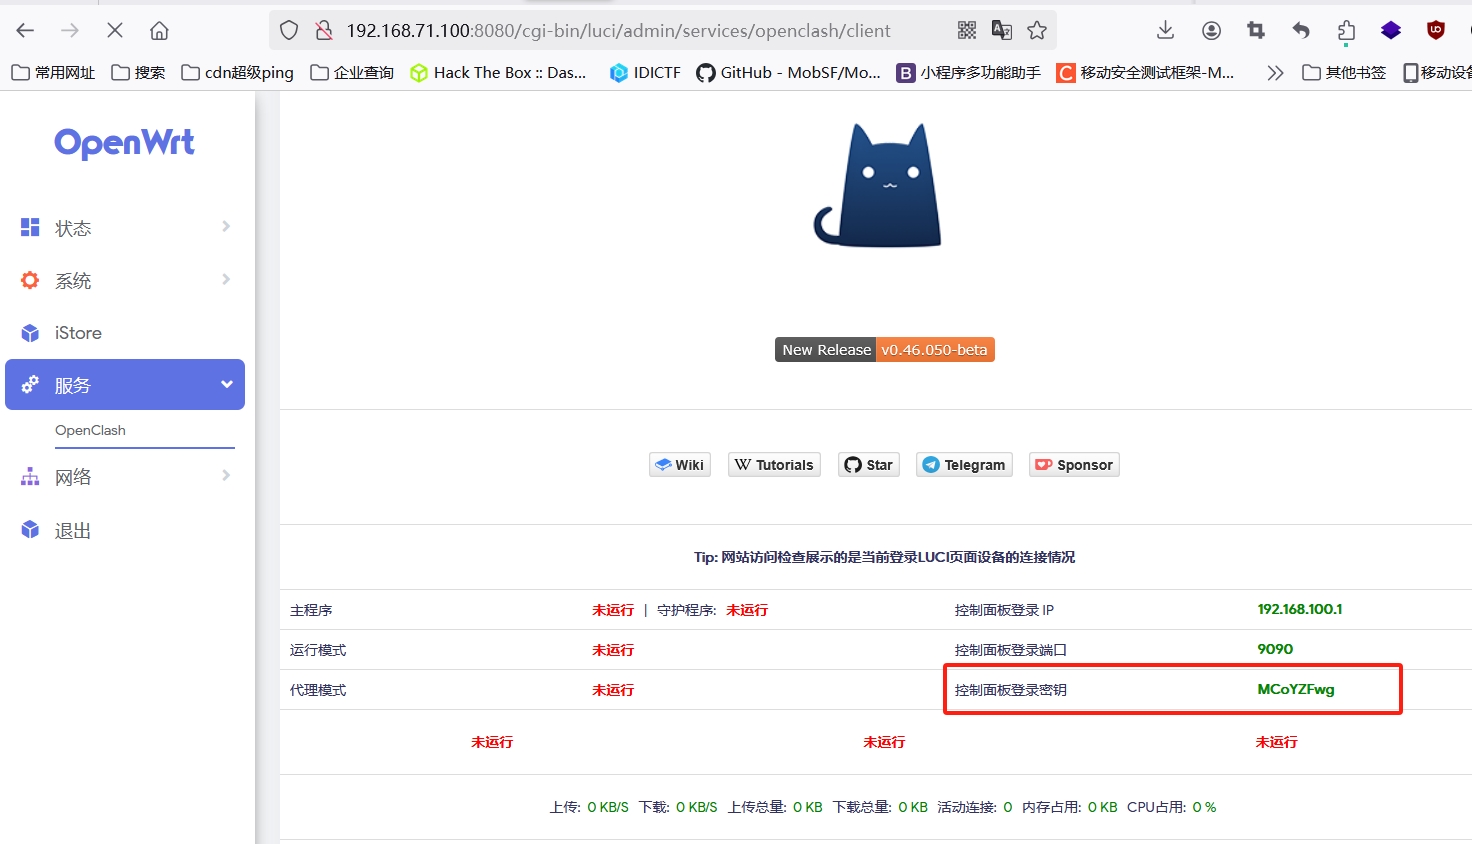 192.168.71.100:8080/cgi-bin/luci/admin/services/openclash/client
常用网址 搜索 cdn超级ping 企业查询 Hack The Box :: Das... IDICTF GitHub - MobSF/Mo... B 小程序多功能助手 C 移动安全测试框架-M... 其他书签 移动设备
OpenWrt
状态
系统
iStore
服务
OpenClash
网络
退出
New Release v0.46.050-beta
Wiki W Tutorials Star Telegram Sponsor
Tip: 网站访问检查展示的是当前登录LUCI页面设备的连接情况
主程序 未运行 | 守护程序: 未运行 控制面板登录 IP 192.168.100.1
运行模式 未运行 控制面板登录端口 9090
代理模式 未运行 控制面板登录密钥 MCoYZFwg
未运行 未运行 未运行
上传: 0 KB/S 下载: 0 KB/S 上传总量: 0 KB 下载总量: 0 KB 活动连接: 0 内存占用: 0 KB CPU占用: 0 %